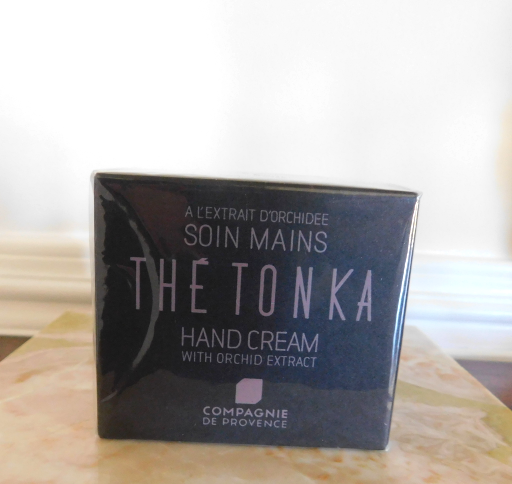 A L'EXTRAIT D'ORCHIDEE
SOIN MAINS
THÉ TONKA
HAND CREAM
WITH ORCHID EXTRACT
COMPAGNIE
DE PROVENCE